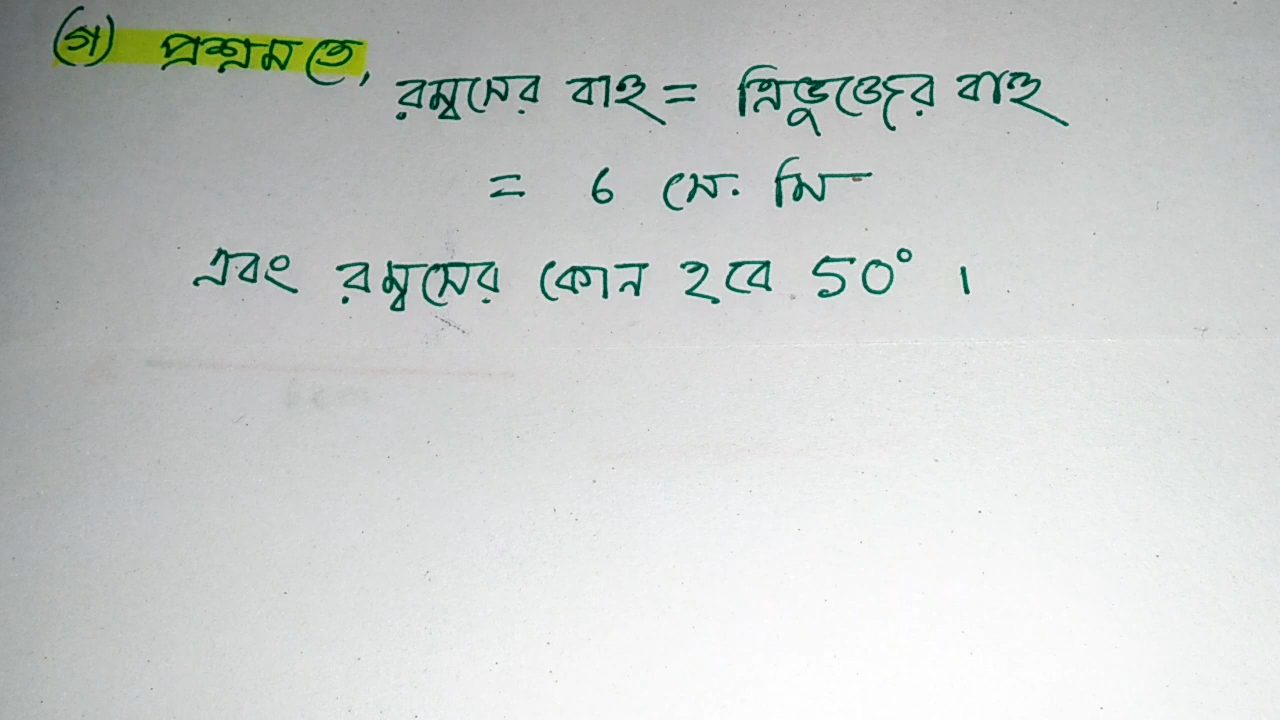 (গ) প্রশ্নমতে,
রম্বসের বাহু = ত্রিভুজের বাহু
= 6 সে. মি
এবং রম্বসের কোন হবে 50° ।